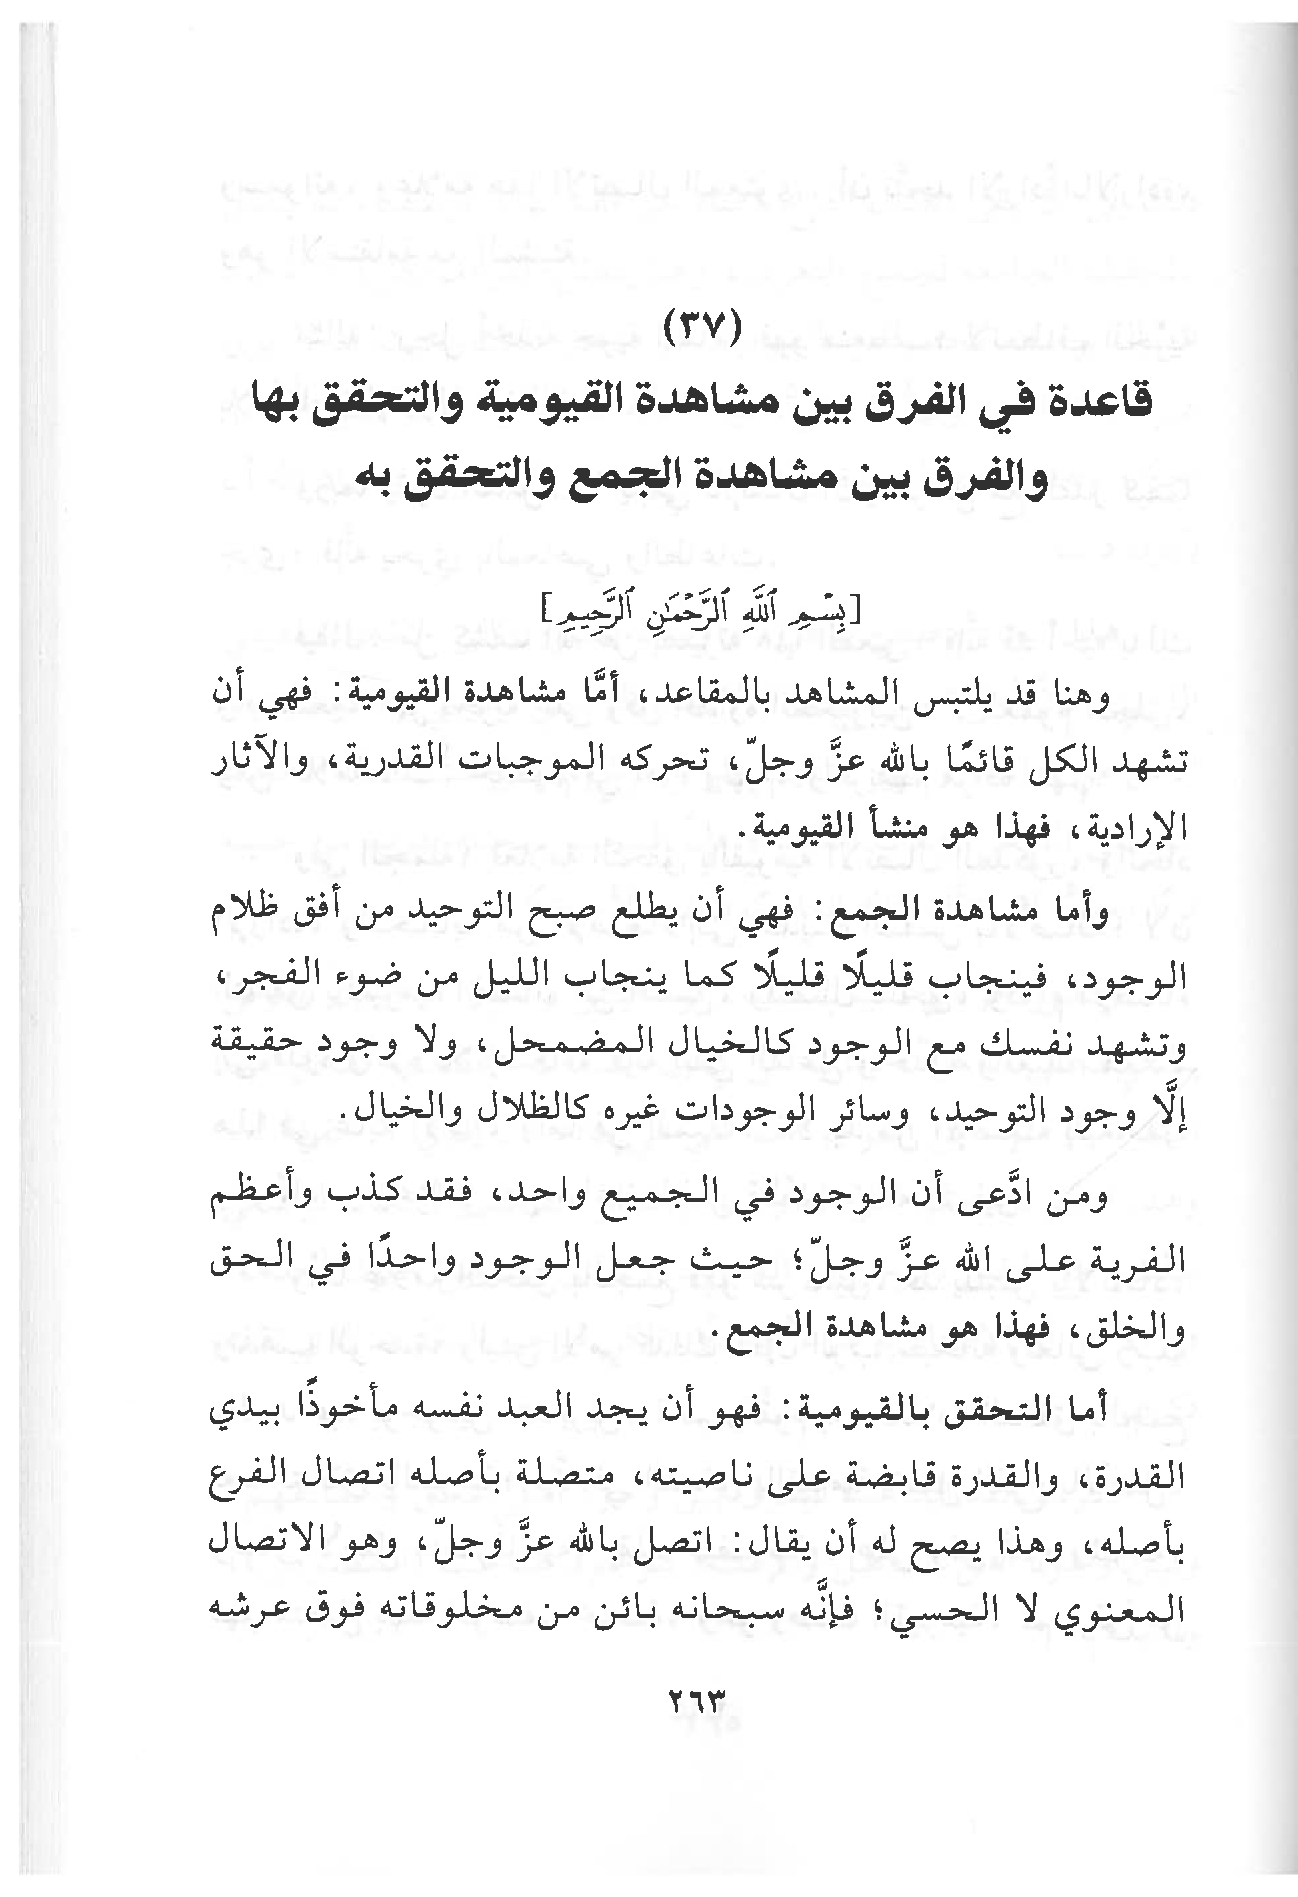 (٣٧)
قاعدة في الفرق بين مشاهدة القيومية والتحقق بها
والفرق بين مشاهدة الجمع والتحقق به
[بِسْمِ ٱللَّهِ ٱلرَّحْمَٰنِ ٱلرَّحِيمِ]
وهنا قد يلتبس المشاهد بالمقاعد، أمَّا مشاهدة القيومية: فهي أن
تشهد الكل قائمًا بالله عزَّ وجلّ، تحركه الموجبات القدرية، والآثار
الإرادية، فهذا هو منشأ القيومية.
وأما مشاهدة الجمع: فهي أن يطلع صبح التوحيد من أفق ظلام
الوجود، فينجاب قليلًا قليلًا كما ينجاب الليل من ضوء الفجر،
وتشهد نفسك مع الوجود كالخيال المضمحل، ولا وجود حقيقة
إلَّا وجود التوحيد، وسائر الوجودات غيره كالظلال والخيال.
ومن ادَّعى أن الوجود في الجميع واحد، فقد كذب وأعظم
الفرية على الله عزَّ وجلّ؛ حيث جعل الوجود واحدًا في الحق
والخلق، فهذا هو مشاهدة الجمع.
أما التحقق بالقيومية: فهو أن يجد العبد نفسه مأخوذًا بيدي
القدرة، والقدرة قابضة على ناصيته، متصلة بأصله اتصال الفرع
بأصله، وهذا يصح له أن يقال: اتصل بالله عزَّ وجلّ، وهو الاتصال
المعنوي لا الحسي؛ فإنَّه سبحانه بائن من مخلوقاته فوق عرشه
٢٦٣